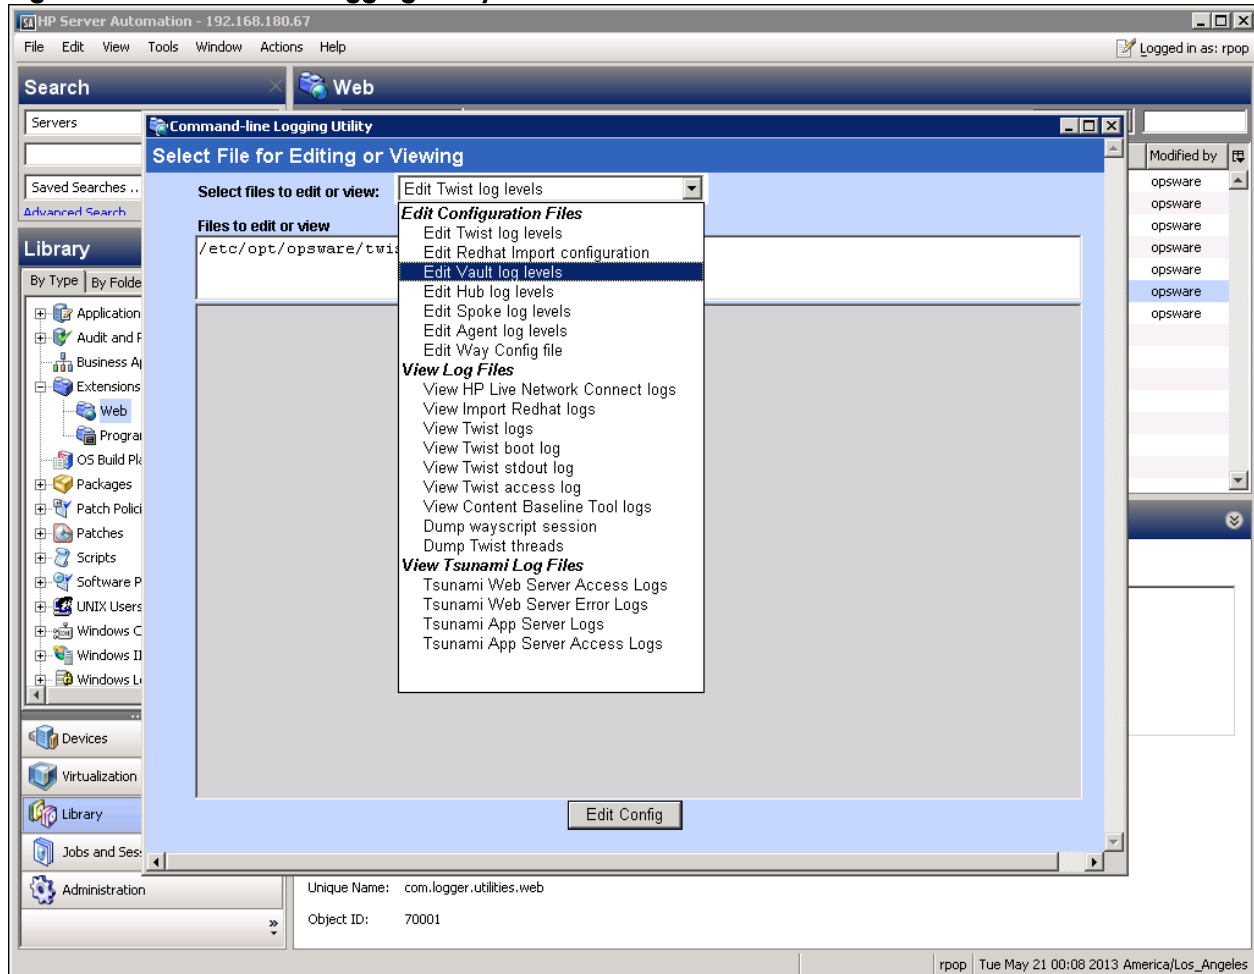 HP Server Automation - 192.168.180.67
File Edit View Tools Window Actions Help
Logged in as: rpop
Search
Web
Servers
Saved Searches ..
Advanced Search
Modified by
opsware
opsware
opsware
opsware
opsware
opsware
opsware
Library
By Type
By Folde
Application
Audit and
Business
Extensions
Web
OS Build
Packages
Patch
Patches
Scripts
Software
UNIX Users
Windows
Windows
Windows
Devices
Virtualization
Library
Jobs and
Administration
Command-line Logging Utility
Select File for Editing or Viewing
Select files to edit or view:
Edit Twist log levels
Files to edit or view
/etc/opt/opsware/twis
Edit Configuration Files
Edit Twist log levels
Edit Redhat Import configuration
Edit Vault log levels
Edit Hub log levels
Edit Spoke log levels
Edit Agent log levels
Edit Way Config file
View Log Files
View HP Live Network Connect logs
View Import Redhat logs
View Twist logs
View Twist boot log
View Twist stdout log
View Twist access log
View Content Baseline Tool logs
Dump wayscript session
Dump Twist threads
View Tsunami Log Files
Tsunami Web Server Access Logs
Tsunami Web Server Error Logs
Tsunami App Server Logs
Tsunami App Server Access Logs
Edit Config
Unique Name: com.logger.utilities.web
Object ID: 70001
rpop Tue May 21 00:08 2013 America/Los_Angeles